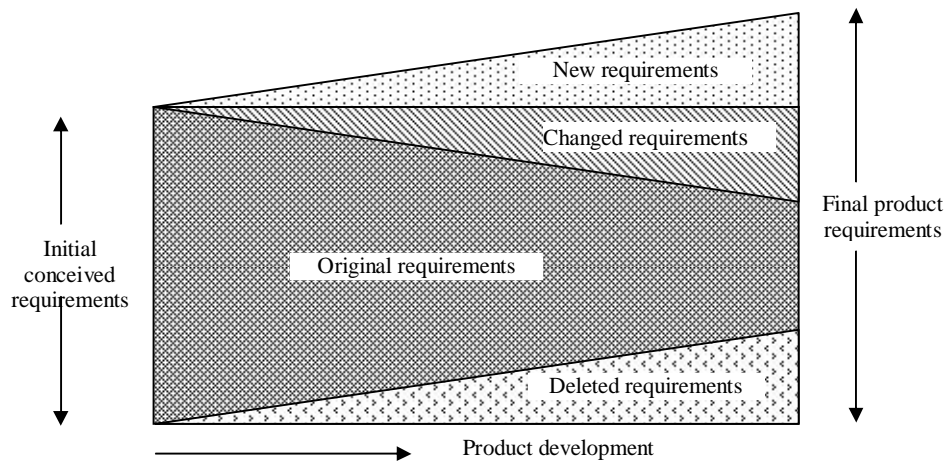 New requirements
Changed requirements
Final product
requirements
Initial
conceived
requirements
Original requirements
Deleted requirements
Product development